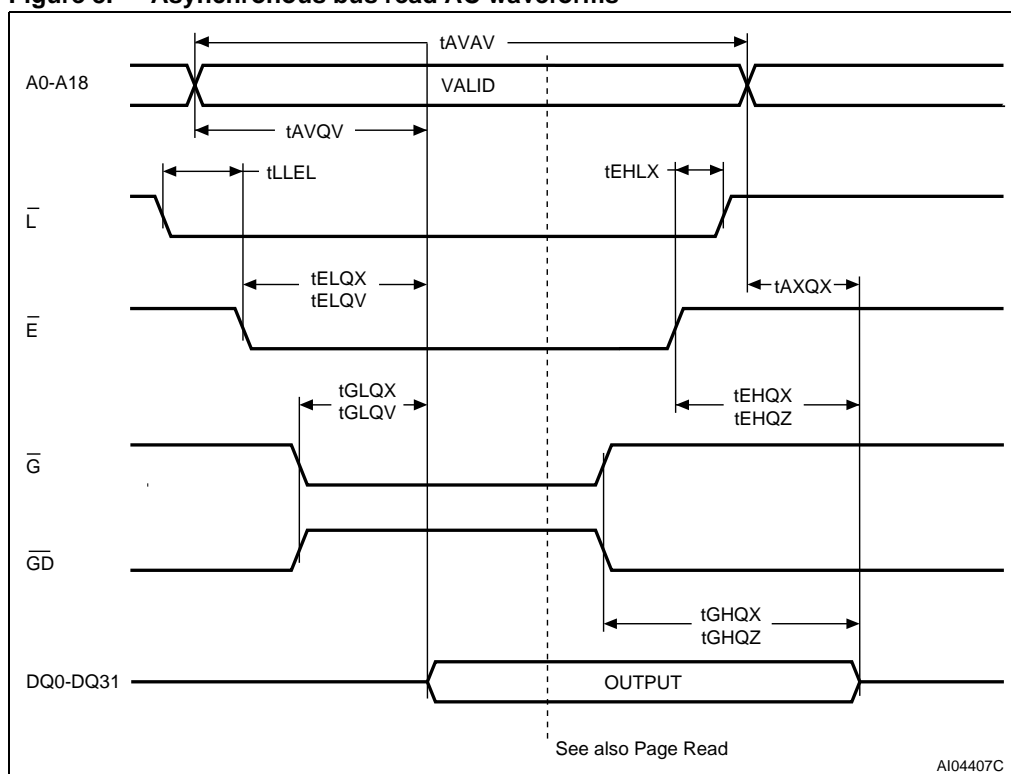 Asynchronous bus read AC waveforms
tAVAV
A0-A18
VALID
tAVQV
tLLEL
tEHLX
L̅
tELQX
tELQV
tAXQX
E̅
tGLQX
tGLQV
tEHQX
tEHQZ
G̅
G̅D̅
tGHQX
tGHQZ
DQ0-DQ31
OUTPUT
See also Page Read
AI04407C